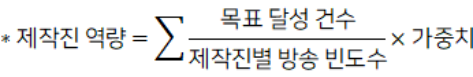 * 제작진 역량 = ∑ 목표 달성 건수 / 제작진별 방송 빈도수 × 가중치